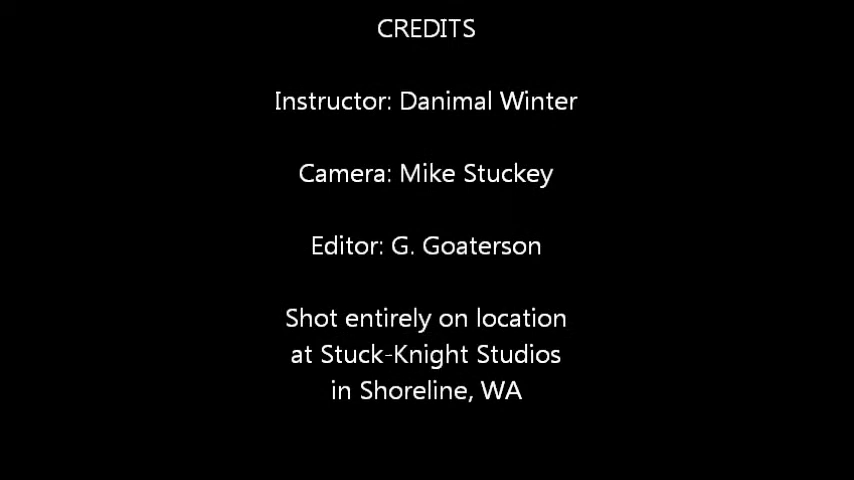 CREDITS
Instructor: Danimal Winter
Camera: Mike Stuckey
Editor: G. Goaterson
Shot entirely on location
at Stuck-Knight Studios
in Shoreline, WA